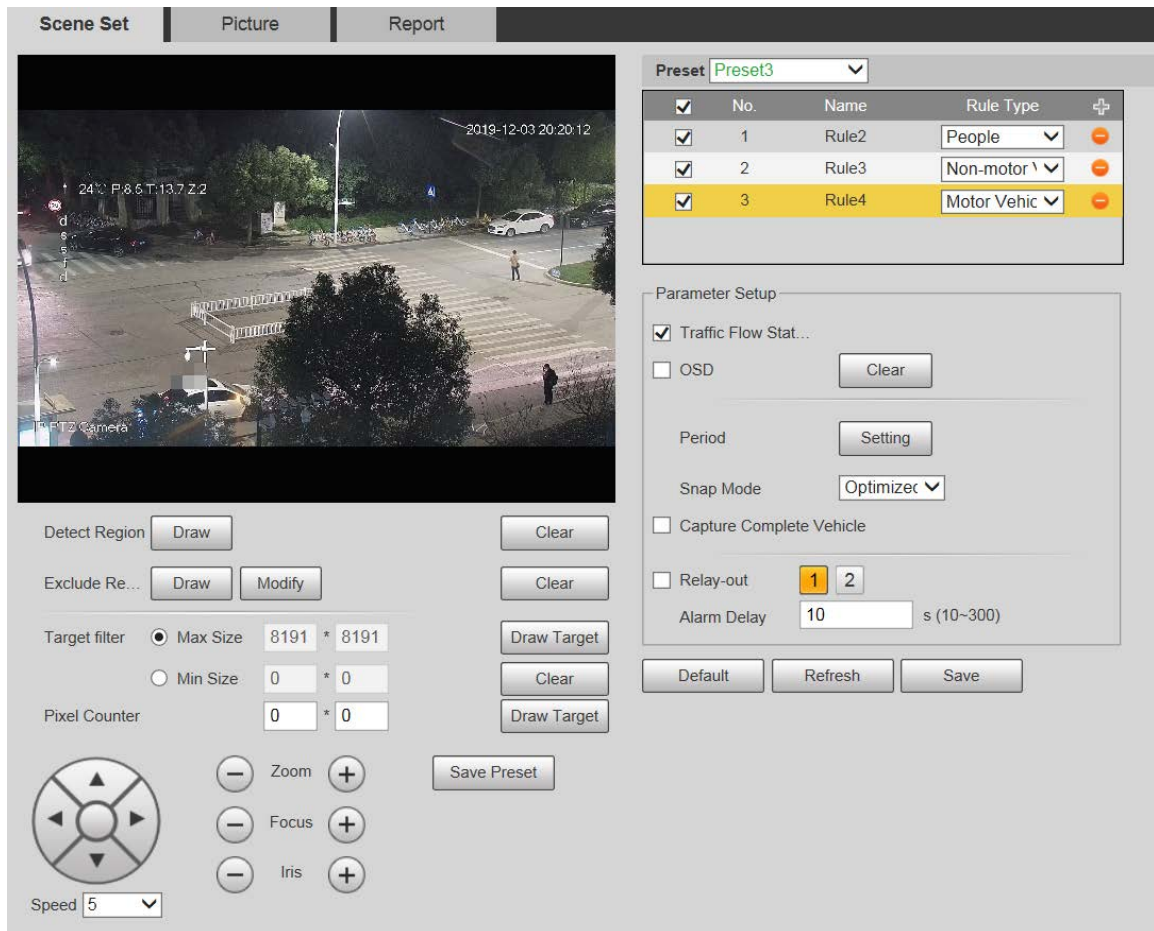 Scene Set Picture Report
2019-12-03 20:20:12
24℃ P:8.5 T:13.7 Z:2
d
s
f
d
PTZ Camera
Detect Region Draw Clear
Exclude Re... Draw Modify Clear
Target filter Max Size 8191 * 8191 Draw Target
Min Size 0 * 0 Clear
Pixel Counter 0 * 0 Draw Target
Zoom Save Preset
Focus
Iris
Speed 5
Preset Preset3
No. Name Rule Type
1 Rule2 People
2 Rule3 Non-motor
3 Rule4 Motor Vehic
Parameter Setup
Traffic Flow Stat...
OSD Clear
Period Setting
Snap Mode Optimizec
Capture Complete Vehicle
Relay-out 1 2
Alarm Delay 10 s (10~300)
Default Refresh Save